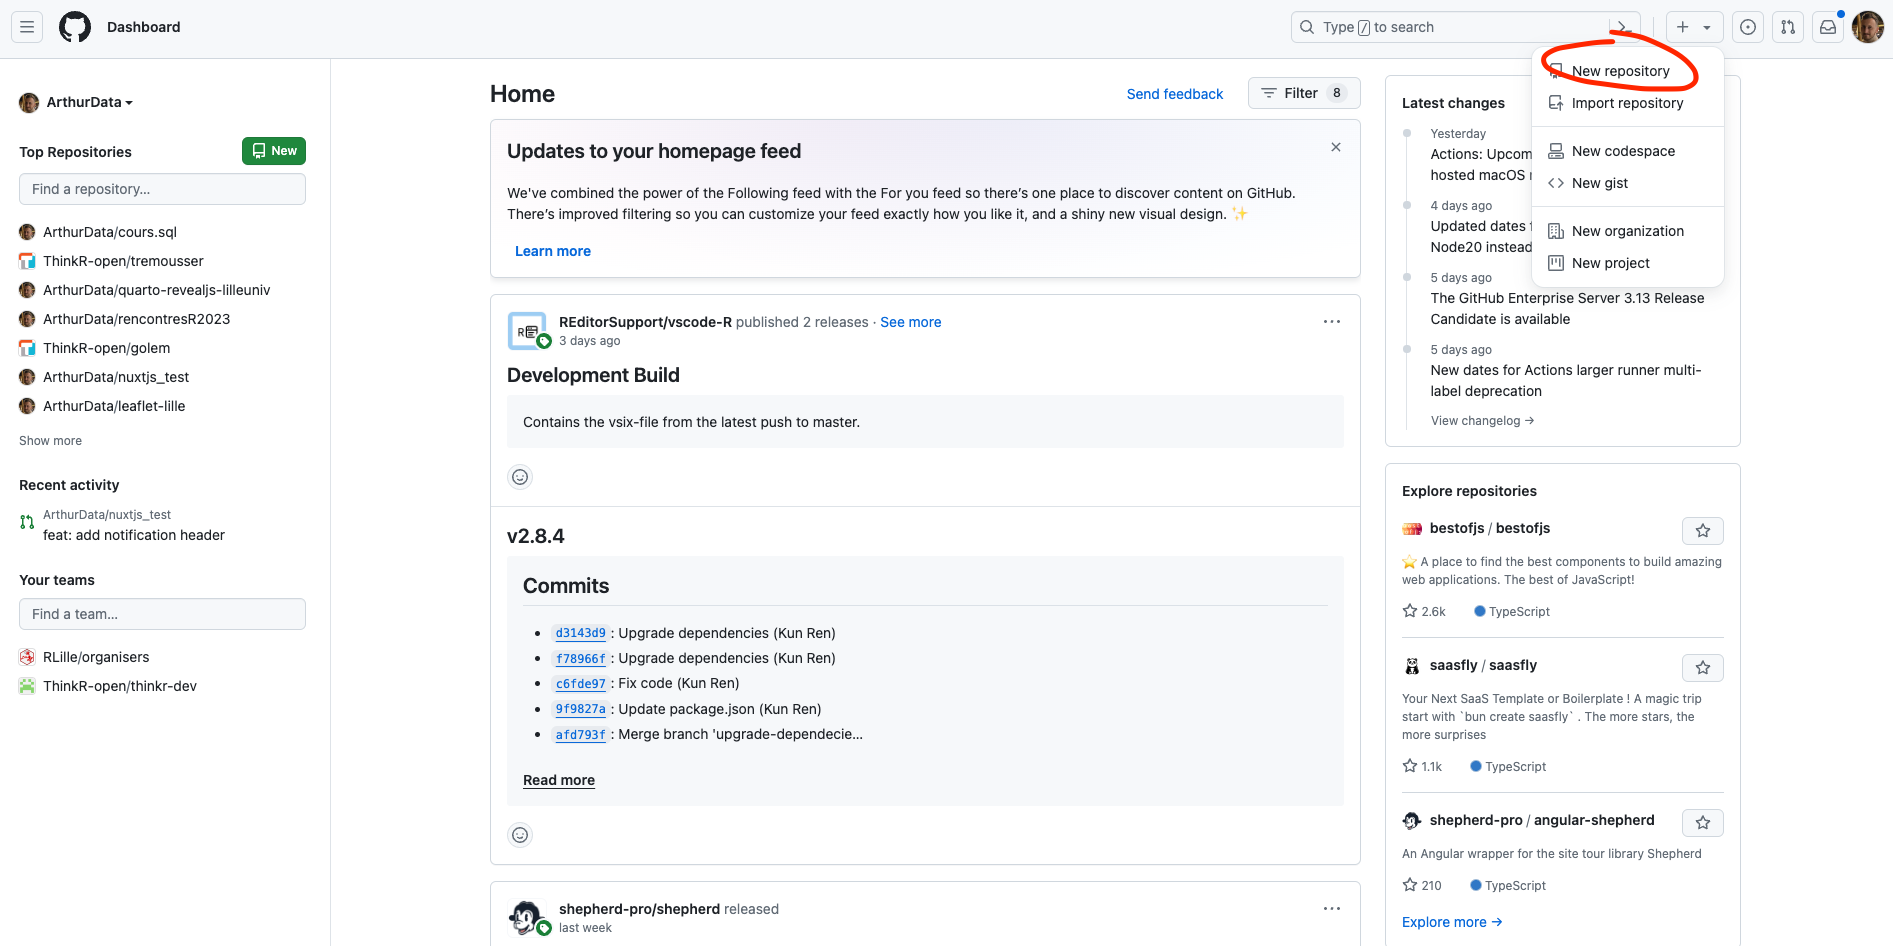 Dashboard
Type / to search
ArthurData
Top Repositories
New
Find a repository...
ArthurData/cours.sql
ThinkR-open/tremousser
ArthurData/quarto-revealjs-lilleuniv
ArthurData/rencontresR2023
ThinkR-open/golem
ArthurData/nuxtjs_test
ArthurData/leaflet-lille
Show more
Recent activity
ArthurData/nuxtjs_test
feat: add notification header
Your teams
Find a team...
RLille/organisers
ThinkR-open/thinkr-dev
Home
Send feedback
Filter 8
Updates to your homepage feed
We've combined the power of the Following feed with the For you feed so there's one place to discover content on GitHub.
There's improved filtering so you can customize your feed exactly how you like it, and a shiny new visual design. ✨
Learn more
REditorSupport/vscode-R published 2 releases · See more
3 days ago
Development Build
Contains the vsix-file from the latest push to master.
v2.8.4
Commits
d3143d9 : Upgrade dependencies (Kun Ren)
f78966f : Upgrade dependencies (Kun Ren)
c6fde97 : Fix code (Kun Ren)
9f9827a : Update package.json (Kun Ren)
afd793f : Merge branch 'upgrade-dependecie...
Read more
shepherd-pro/shepherd released
last week
New repository
Import repository
New codespace
New gist
New organization
New project
Latest changes
Yesterday
Actions: Upcom
hosted macOS
4 days ago
Updated dates
Node20 instead
5 days ago
The GitHub Enterprise Server 3.13 Release
Candidate is available
5 days ago
New dates for Actions larger runner multi-
label deprecation
View changelog →
Explore repositories
bestofjs / bestofjs
⭐ A place to find the best components to build amazing
web applications. The best of JavaScript!
2.6k TypeScript
saasfly / saasfly
Your Next SaaS Template or Boilerplate ! A magic trip
start with `bun create saasfly` . The more stars, the
more surprises
1.1k TypeScript
shepherd-pro / angular-shepherd
An Angular wrapper for the site tour library Shepherd
210 TypeScript
Explore more →